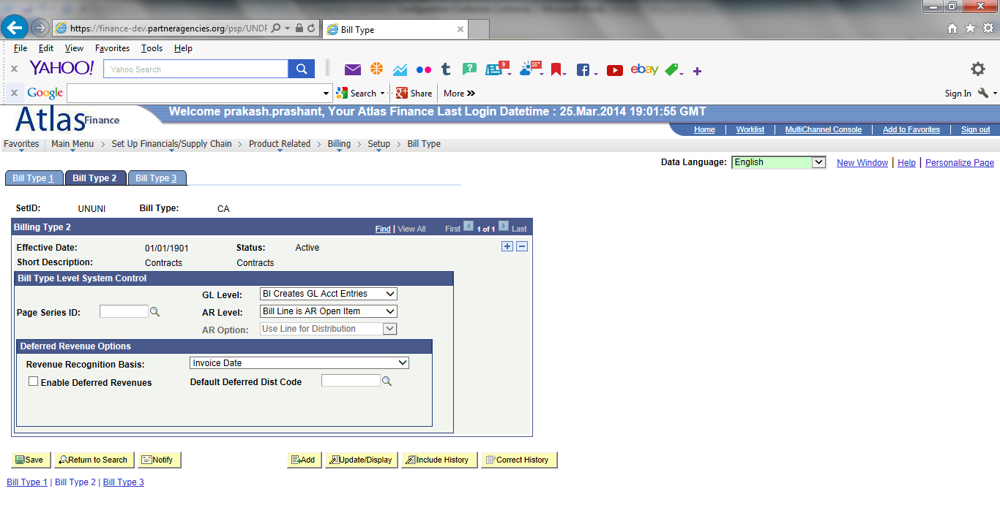 https://finance-dev.partneragencies.org/psp/UNDP
Bill Type
File Edit View Favorites Tools Help
YAHOO! Yahoo Search 9 38° ebay
Google Search Share More Sign In
Atlas Finance
Welcome prakash.prashant, Your Atlas Finance Last Login Datetime : 25.Mar.2014 19:01:55 GMT
Home Worklist MultiChannel Console Add to Favorites Sign out
Favorites Main Menu > Set Up Financials/Supply Chain > Product Related > Billing > Setup > Bill Type
Data Language: English New Window | Help | Personalize Page
Bill Type 1 Bill Type 2 Bill Type 3
SetID: UNUNI Bill Type: CA
Billing Type 2 Find | View All First 1 of 1 Last
Effective Date: 01/01/1901 Status: Active
Short Description: Contracts Contracts
Bill Type Level System Control
GL Level: BI Creates GL Acct Entries
Page Series ID: AR Level: Bill Line is AR Open Item
AR Option: Use Line for Distribution
Deferred Revenue Options
Revenue Recognition Basis: Invoice Date
Enable Deferred Revenues Default Deferred Dist Code
Save Return to Search Notify Add Update/Display Include History Correct History
Bill Type 1 | Bill Type 2 | Bill Type 3